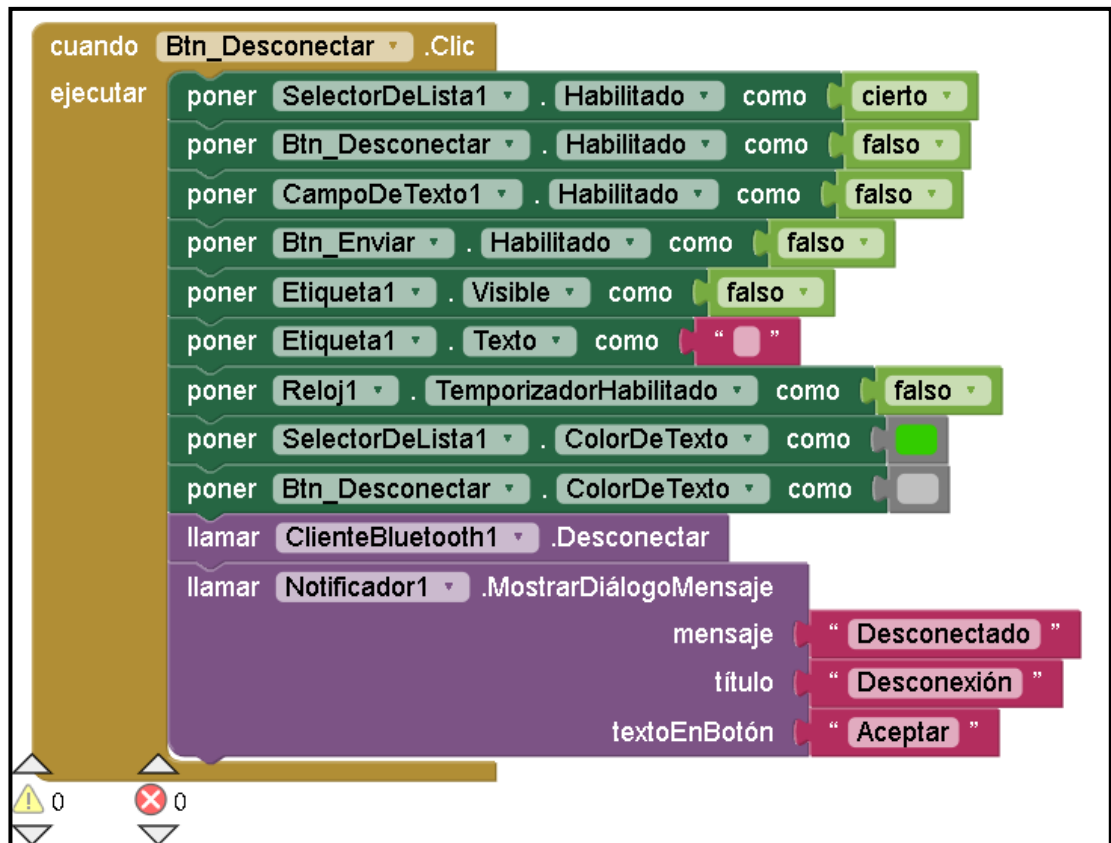 cuando Btn_Desconectar .Clic
ejecutar poner SelectorDeLista1 . Habilitado como cierto
poner Btn_Desconectar . Habilitado como falso
poner CampoDeTexto1 . Habilitado como falso
poner Btn_Enviar . Habilitado como falso
poner Etiqueta1 . Visible como falso
poner Etiqueta1 . Texto como “ ”
poner Reloj1 . TemporizadorHabilitado como falso
poner SelectorDeLista1 . ColorDeTexto como
poner Btn_Desconectar . ColorDeTexto como
llamar ClienteBluetooth1 .Desconectar
llamar Notificador1 .MostrarDiálogoMensaje
mensaje “ Desconectado ”
título “ Desconexión ”
textoEnBotón “ Aceptar ”
0 0